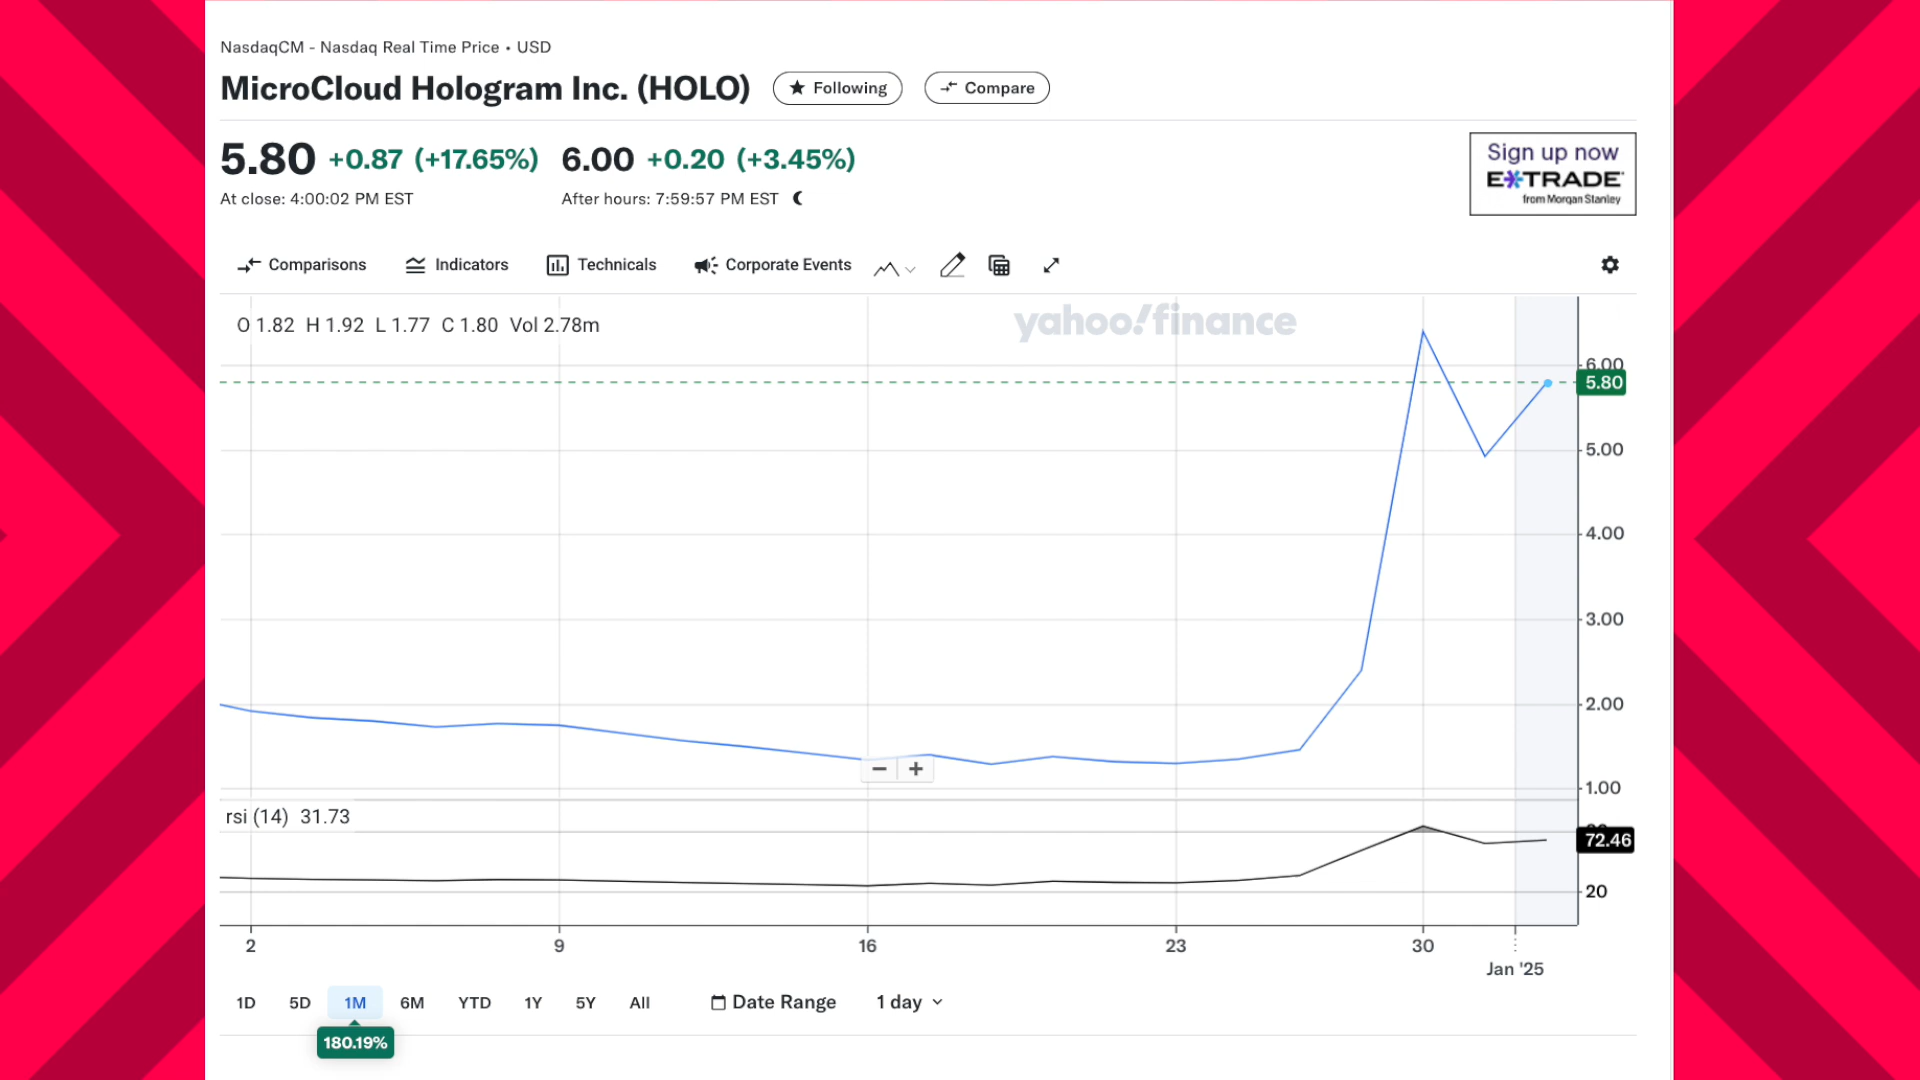 NasdaqCM - Nasdaq Real Time Price • USD
MicroCloud Hologram Inc. (HOLO)
Following
Compare
5.80 +0.87 (+17.65%) 6.00 +0.20 (+3.45%)
At close: 4:00:02 PM EST After hours: 7:59:57 PM EST
Sign up now
E*TRADE
from Morgan Stanley
Comparisons Indicators Technicals Corporate Events
O 1.82 H 1.92 L 1.77 C 1.80 Vol 2.78m
yahoo!finance
6.00
5.80
5.00
4.00
3.00
2.00
1.00
rsi (14) 31.73
72.46
20
2 9 16 23 30
Jan '25
1D 5D 1M 6M YTD 1Y 5Y All Date Range 1 day
180.19%